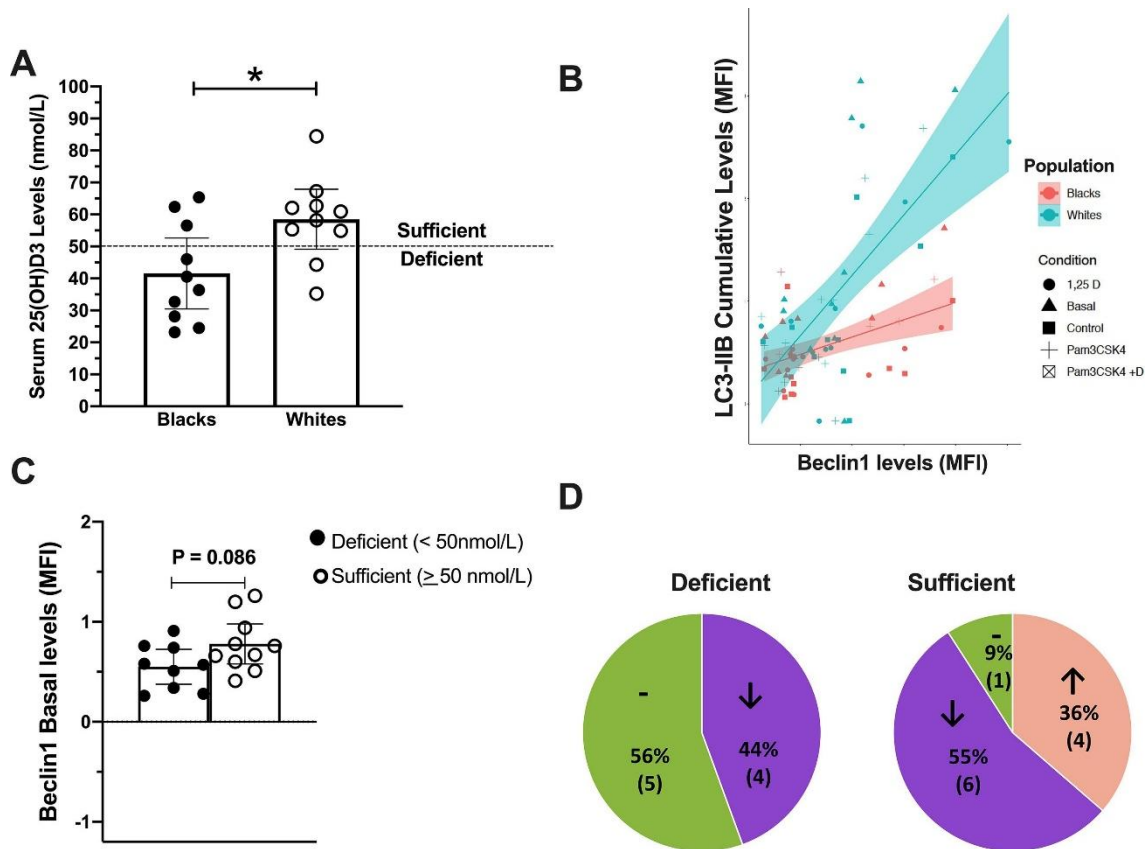 A
Serum 25(OH)D3 Levels (nmol/L)
100
90
80
70
60
50
40
30
20
10
0
*
Sufficient
Deficient
Blacks
Whites
B
LC3-IIB Cumulative Levels (MFI)
Beclin1 levels (MFI)
Population
Blacks
Whites
Condition
1,25 D
Basal
Control
Pam3CSK4
Pam3CSK4 +D
C
Beclin1 Basal levels (MFI)
2
1
0
-1
P = 0.086
Deficient (< 50nmol/L)
Sufficient (≥ 50 nmol/L)
D
Deficient
-
56%
(5)
↓
44%
(4)
Sufficient
-
9%
(1)
↑
36%
(4)
↓
55%
(6)